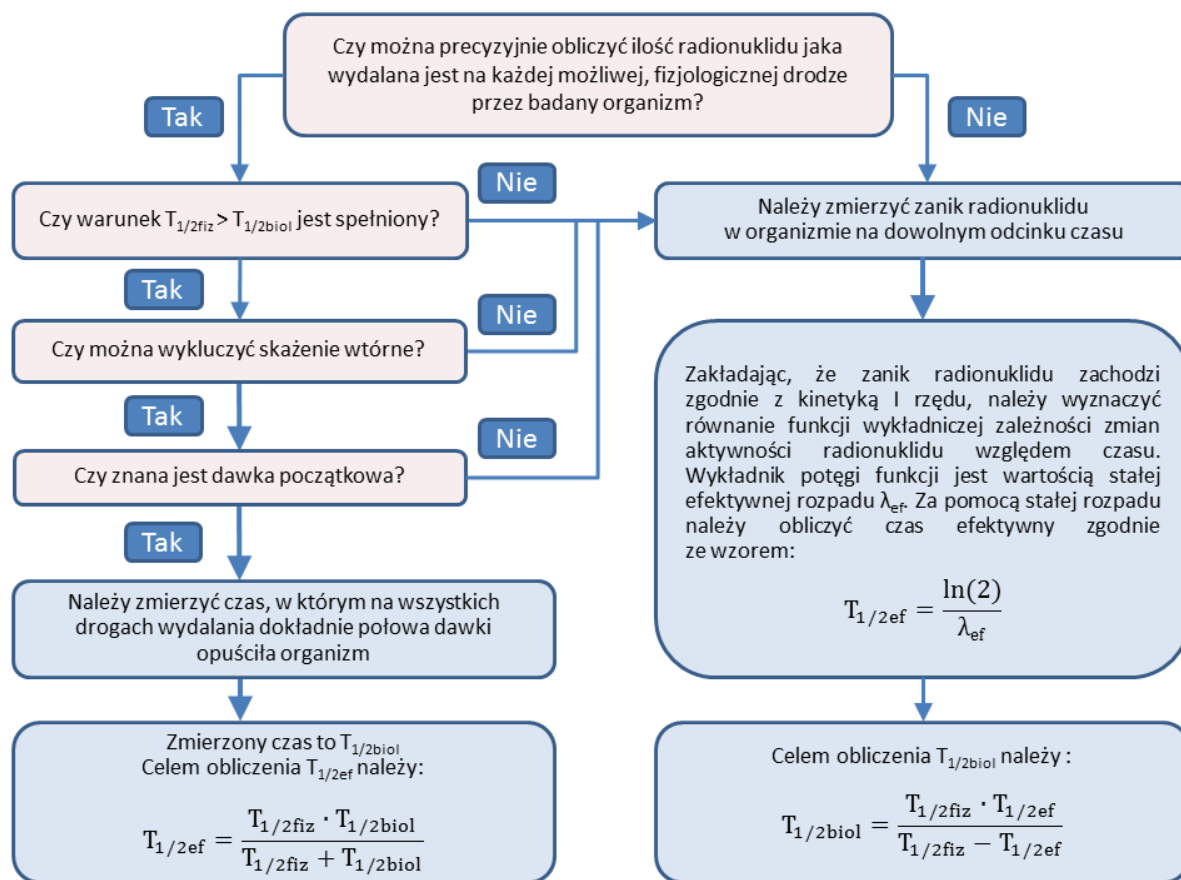 Czy można precyzyjnie obliczyć ilość radionuklidu jaka
wydalana jest na każdej możliwej, fizjologicznej drodze
przez badany organizm?
Tak
Nie
Czy warunek T1/2fiz > T1/2biol jest spełniony?
Nie
Należy zmierzyć zanik radionuklidu
w organizmie na dowolnym odcinku czasu
Tak
Czy można wykluczyć skażenie wtórne?
Nie
Tak
Czy znana jest dawka początkowa?
Nie
Tak
Należy zmierzyć czas, w którym na wszystkich
drogach wydalania dokładnie połowa dawki
opuściła organizm
Zmierzony czas to T1/2biol
Celem obliczenia T1/2ef należy:
T1/2ef = (T1/2fiz · T1/2biol) / (T1/2fiz + T1/2biol)
Zakładając, że zanik radionuklidu zachodzi
zgodnie z kinetyką I rzędu, należy wyznaczyć
równanie funkcji wykładniczej zależności zmian
aktywności radionuklidu względem czasu.
Wykładnik potęgi funkcji jest wartością stałej
efektywnej rozpadu λef. Za pomocą stałej rozpadu
należy obliczyć czas efektywny zgodnie
ze wzorem:
T1/2ef = ln(2) / λef
Celem obliczenia T1/2biol należy :
T1/2biol = (T1/2fiz · T1/2ef) / (T1/2fiz − T1/2ef)